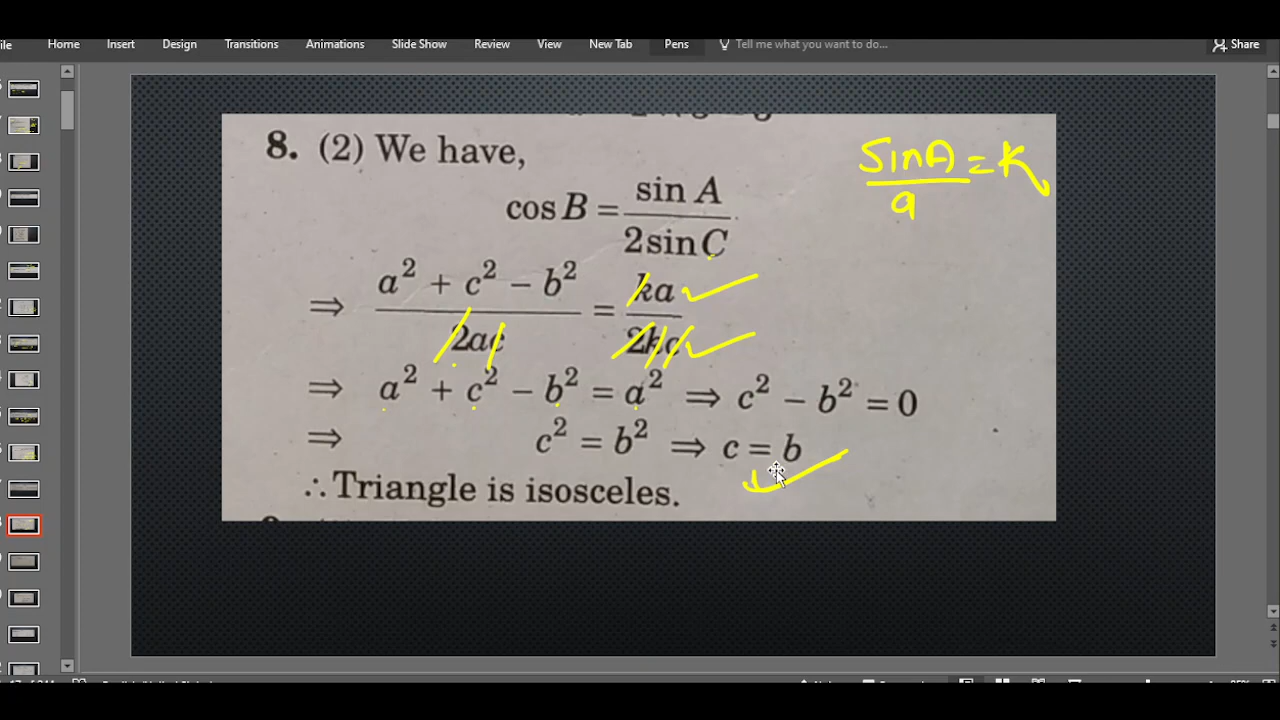 File Home Insert Design Transitions Animations Slide Show Review View New Tab Pens Tell me what you want to do... Share
8. (2) We have,
cos B = sin A / 2 sin C
sin A / a = K
⇒ a² + c² − b² / 2ac = ka / 2kc
⇒ a² + c² − b² = a² ⇒ c² − b² = 0
⇒ c² = b² ⇒ c = b
∴ Triangle is isosceles.